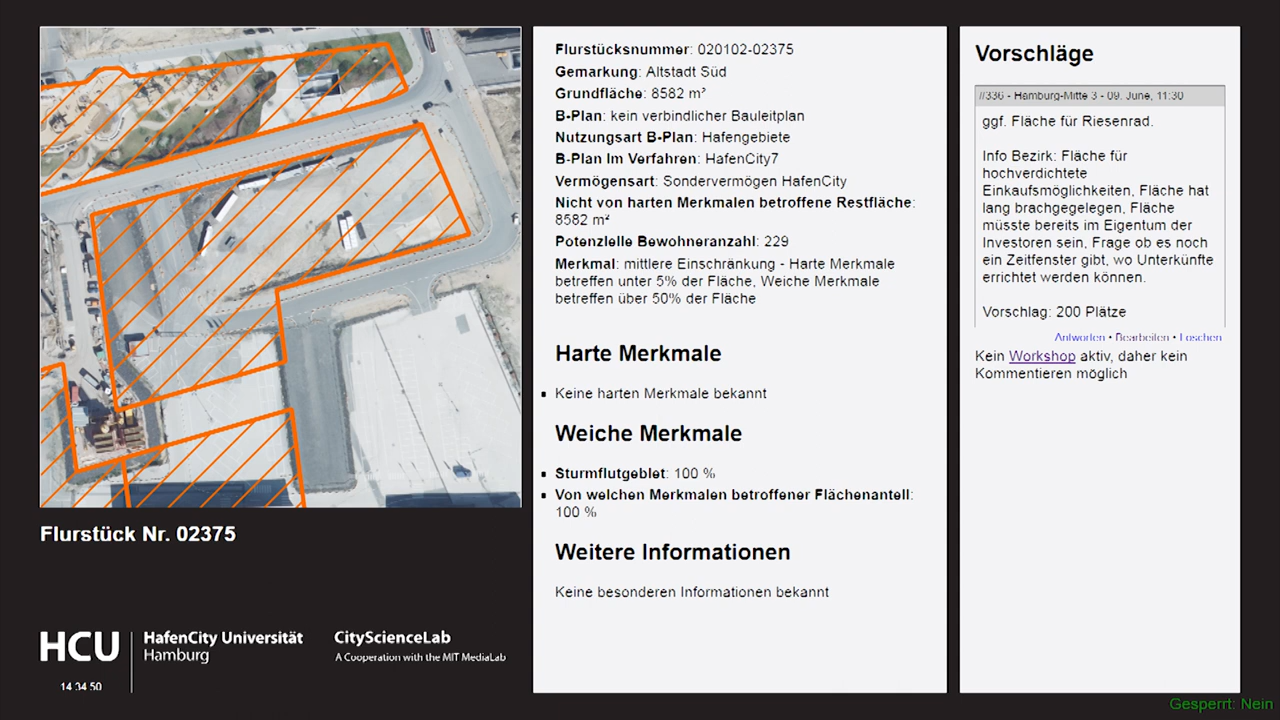 Flurstücksnummer: 020102-02375
Gemarkung: Altstadt Süd
Grundfläche: 8582 m²
B-Plan: kein verbindlicher Bauleitplan
Nutzungsart B-Plan: Hafengebiete
B-Plan Im Verfahren: HafenCity7
Vermögensart: Sondervermögen HafenCity
Nicht von harten Merkmalen betroffene Restfläche:
8582 m²
Potenzielle Bewohneranzahl: 229
Merkmal: mittlere Einschränkung - Harte Merkmale
betreffen unter 5% der Fläche, Weiche Merkmale
betreffen über 50% der Fläche
Harte Merkmale
Keine harten Merkmale bekannt
Weiche Merkmale
Sturmflutgebiet: 100 %
Von welchen Merkmalen betroffener Flächenanteil:
100 %
Weitere Informationen
Keine besonderen Informationen bekannt
Vorschläge
//336 - Hamburg-Mitte 3 - 09. June, 11:30
ggf. Fläche für Riesenrad.
Info Bezirk: Fläche für
hochverdichtete
Einkaufsmöglichkeiten, Fläche hat
lang brachgegelegen, Fläche
müsste bereits im Eigentum der
Investoren sein, Frage ob es noch
ein Zeitfenster gibt, wo Unterkünfte
errichtet werden können.
Vorschlag: 200 Plätze
Antworten • Bearbeiten • Löschen
Kein Workshop aktiv, daher kein
Kommentieren möglich
Flurstück Nr. 02375
HCU HafenCity Universität Hamburg
CityScienceLab
A Cooperation with the MIT MediaLab
14 34 50
Gesperrt: Nein